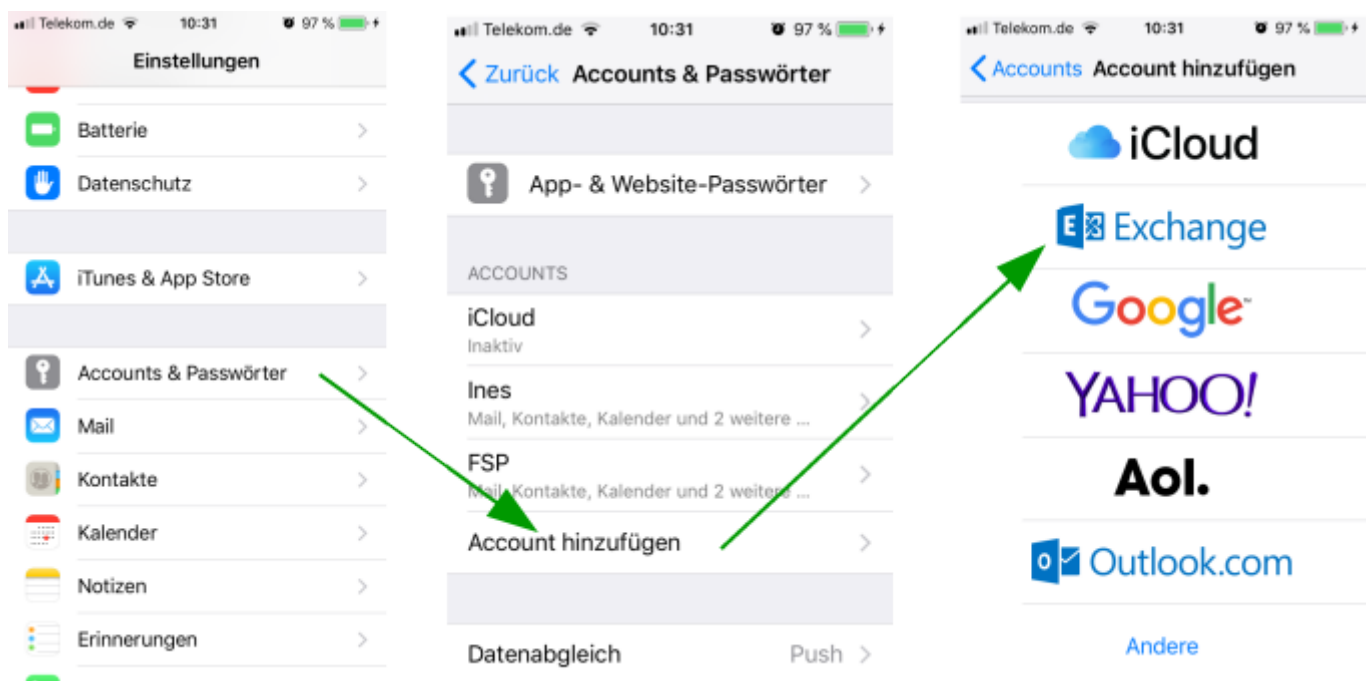 Telekom.de 10:31 97 %
Einstellungen
Batterie
Datenschutz
iTunes & App Store
Accounts & Passwörter
Mail
Kontakte
Kalender
Notizen
Erinnerungen
Telekom.de 10:31 97 %
Zurück Accounts & Passwörter
App- & Website-Passwörter
ACCOUNTS
iCloud
Inaktiv
Ines
Mail, Kontakte, Kalender und 2 weitere ...
FSP
Mail, Kontakte, Kalender und 2 weitere ...
Account hinzufügen
Datenabgleich Push
Telekom.de 10:31 97 %
Accounts Account hinzufügen
iCloud
E Exchange
Google
YAHOO!
Aol.
o Outlook.com
Andere